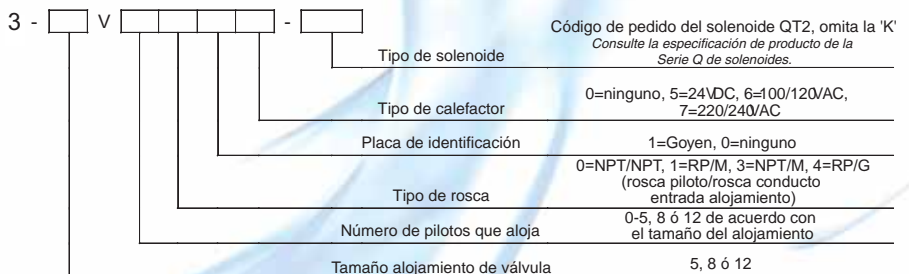 3 - V -
Código de pedido del solenoide QT2, omita la 'K'
Consulte la especificación de producto de la
Serie Q de solenoides.
Tipo de solenoide
0=ninguno, 5=24VDC, 6=100/120VAC,
7=220/240VAC
Tipo de calefactor
Placa de identificación
1=Goyen, 0=ninguno
0=NPT/NPT, 1=RP/M, 3=NPT/M, 4=RP/G
(rosca piloto/rosca conducto
entrada alojamiento)
Tipo de rosca
0-5, 8 ó 12 de acuerdo con
el tamaño del alojamiento
Número de pilotos que aloja
Tamaño alojamiento de válvula
5, 8 ó 12